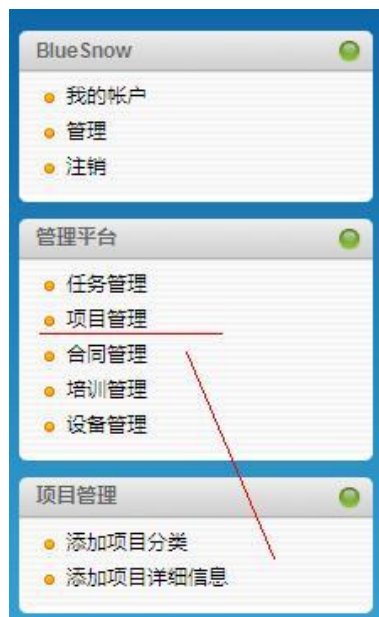 BlueSnow
我的帐户
管理
注销
管理平台
任务管理
项目管理
合同管理
培训管理
设备管理
项目管理
添加项目分类
添加项目详细信息